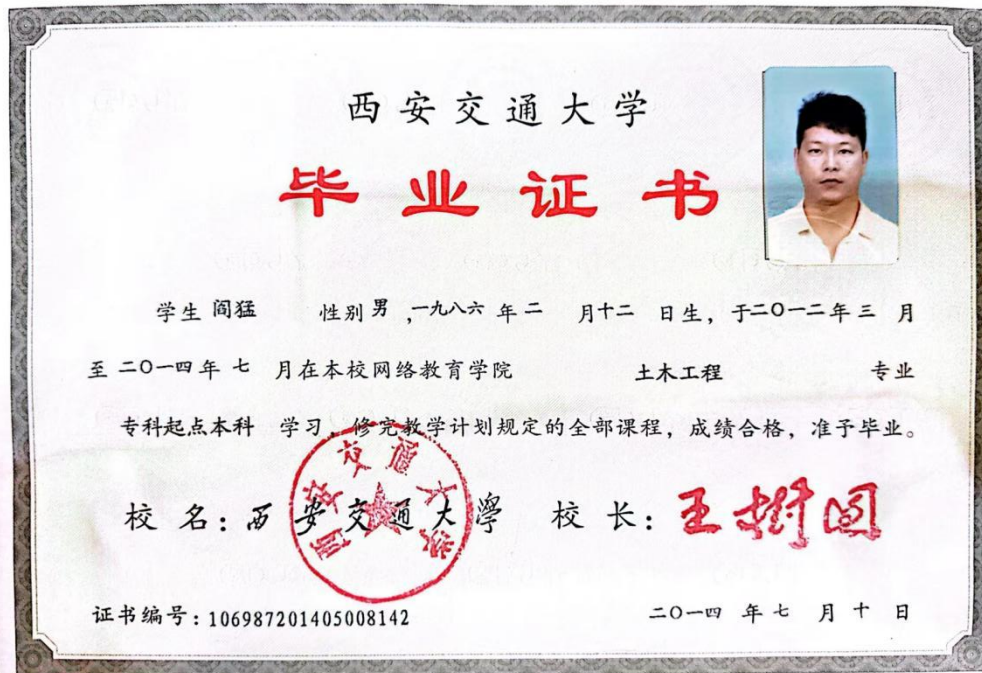 西安交通大学
毕业证书
学生 阎猛 性别 男 ,一九八六 年 二 月十二 日生，于二〇一二年 三 月
至 二〇一四 年 七 月在本校网络教育学院 土木工程 专业
专科起点本科 学习，修完教学计划规定的全部课程，成绩合格，准予毕业。
校 名：西安交通大學 校 长：王树国
西安交通大学
证书编号：106987201405008142 二〇一四 年 七 月 十 日